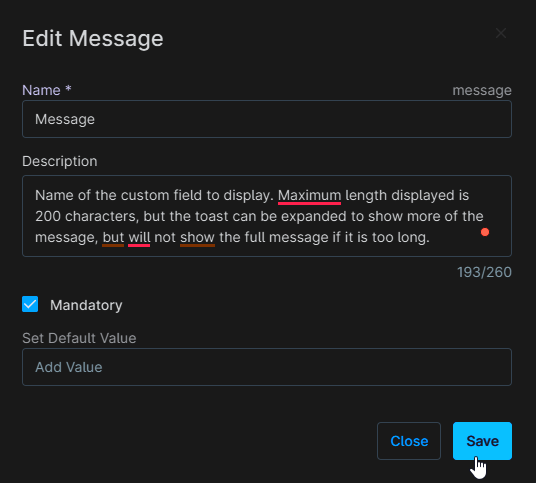 Edit Message
Name *
message
Message
Description
Name of the custom field to display. Maximum length displayed is
200 characters, but the toast can be expanded to show more of the
message, but will not show the full message if it is too long.
193/260
Mandatory
Set Default Value
Add Value
Close
Save